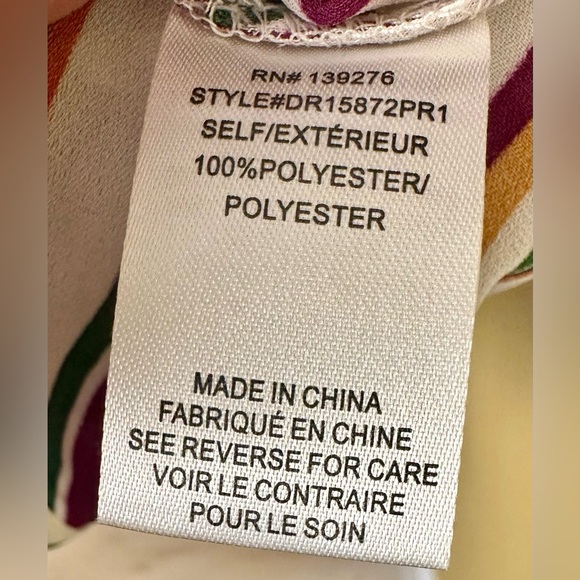 RN# 139276
STYLE#DR15872PR1
SELF/EXTÉRIEUR
100%POLYESTER/
POLYESTER
MADE IN CHINA
FABRIQUÉ EN CHINE
SEE REVERSE FOR CARE
VOIR LE CONTRAIRE
POUR LE SOIN